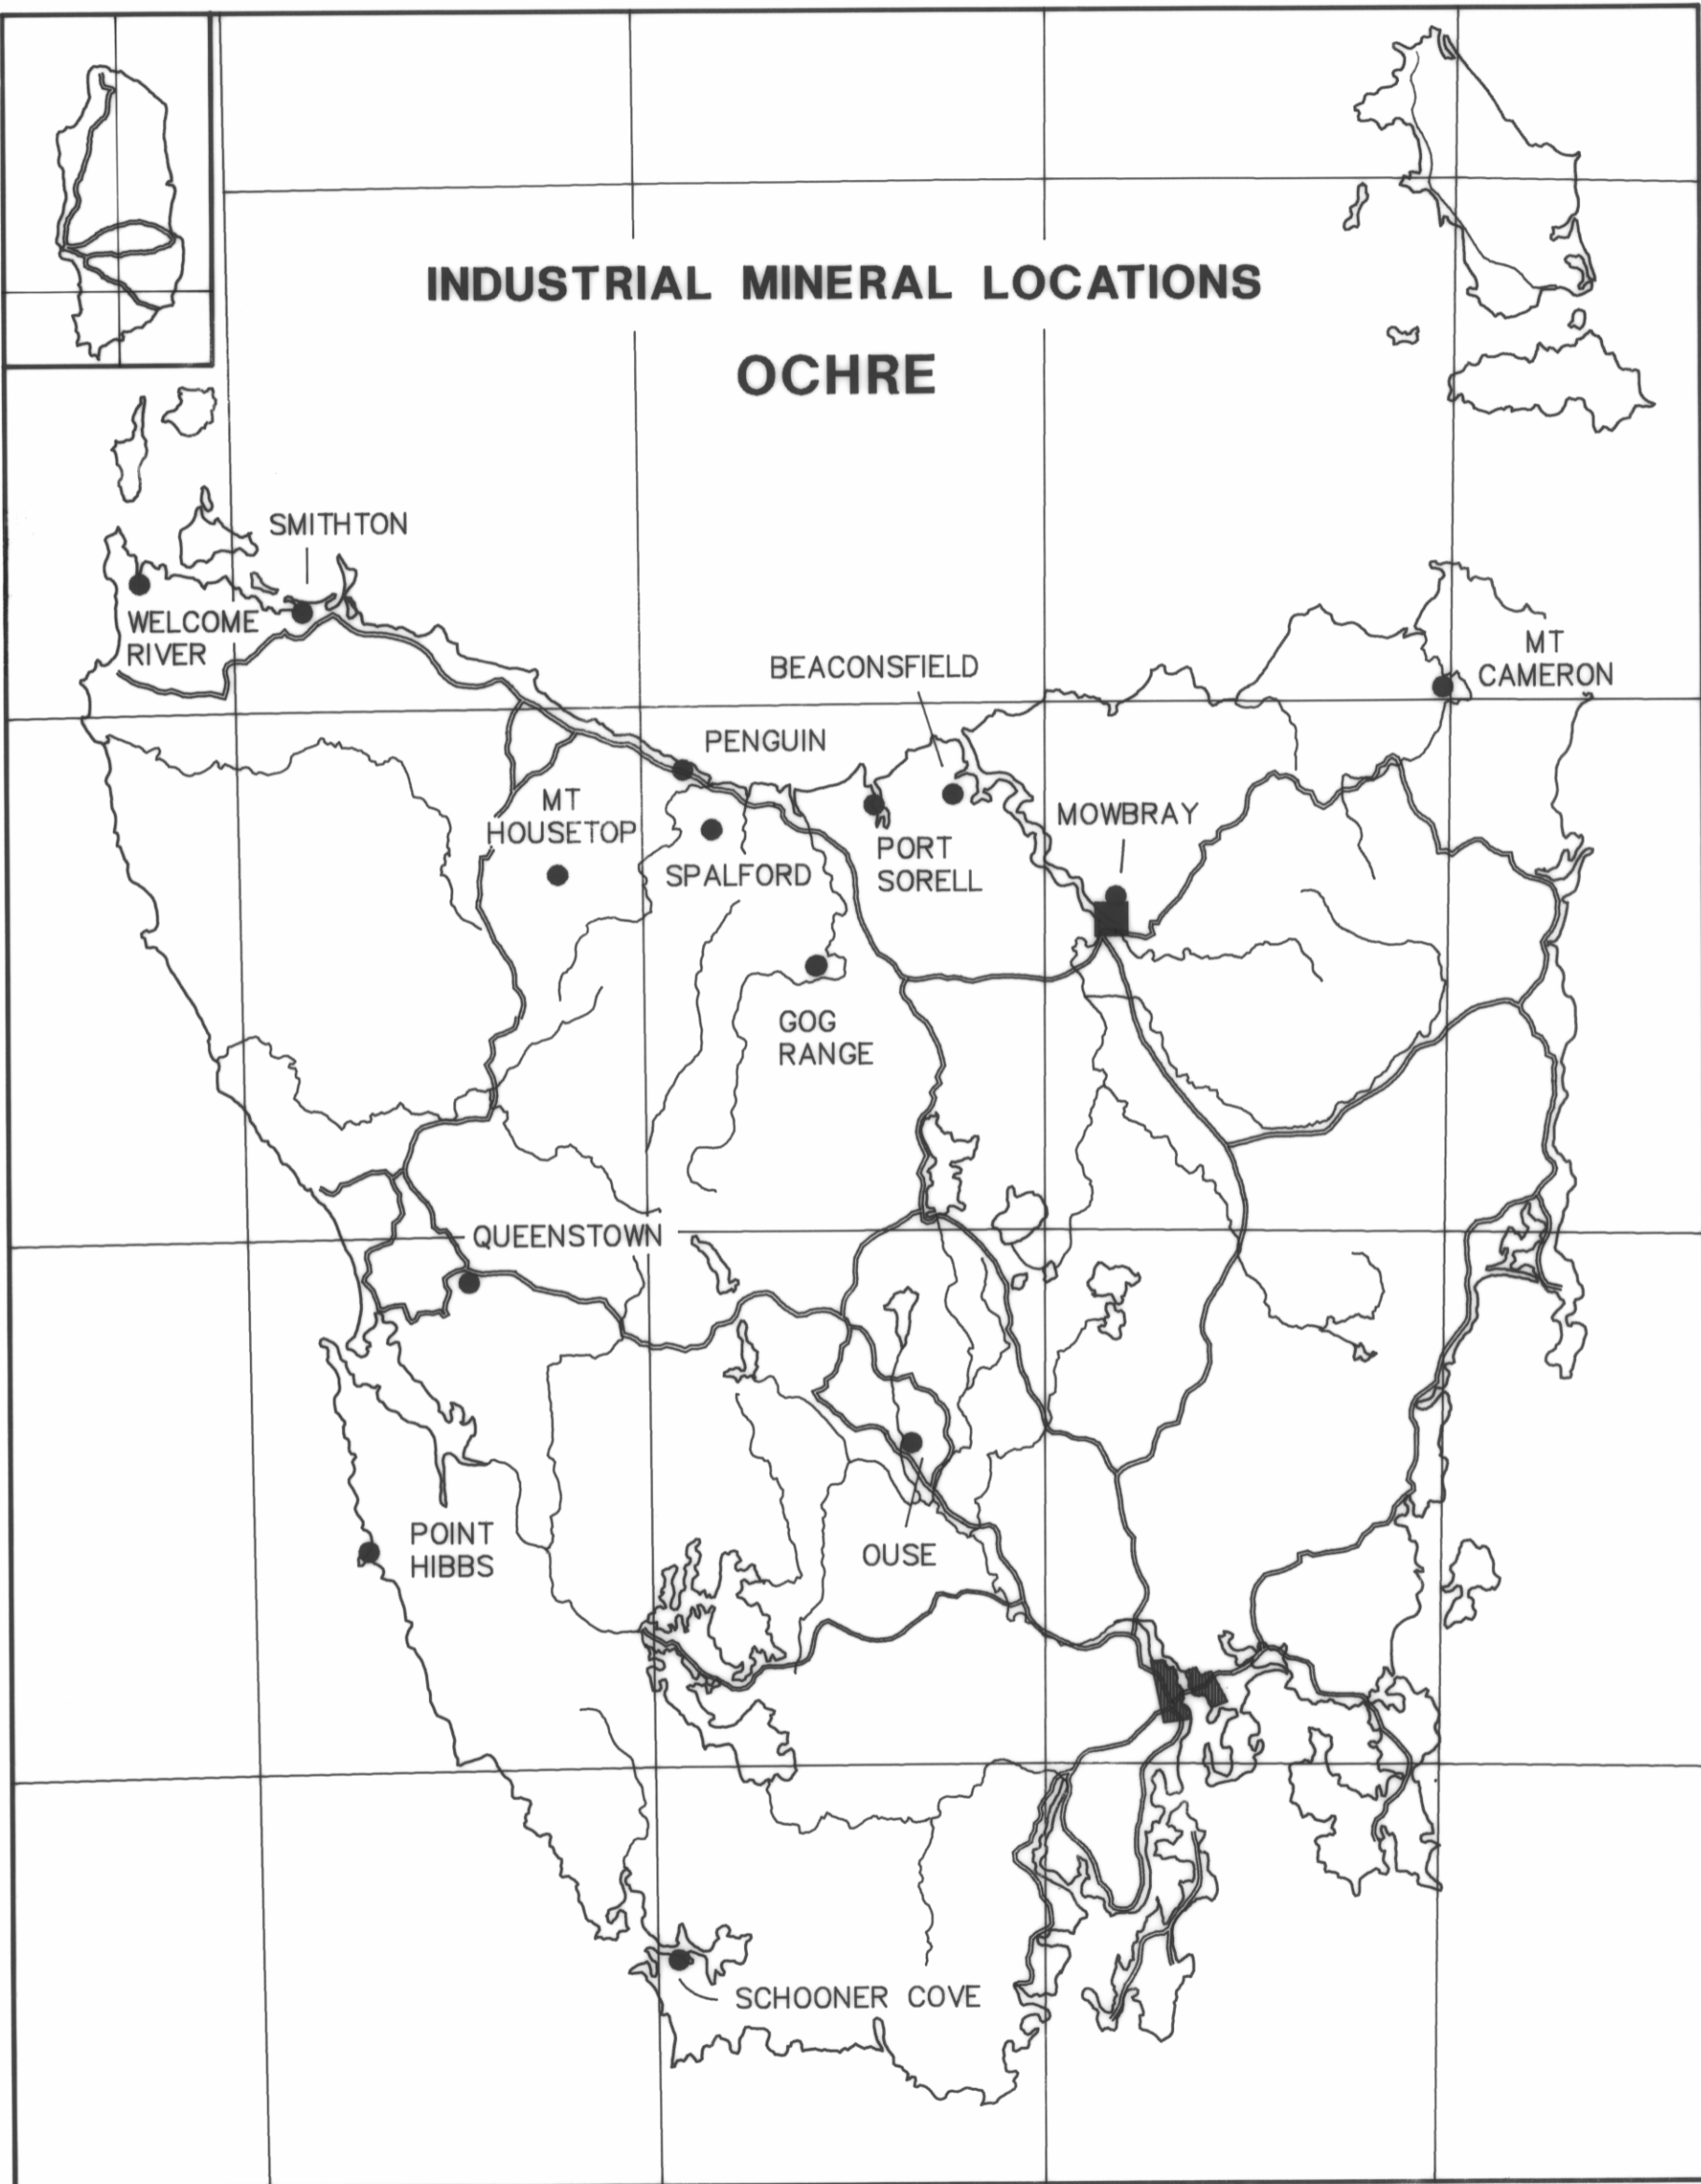 INDUSTRIAL MINERAL LOCATIONS
OCHRE
SMITHTON
WELCOME
RIVER
BEACONSFIELD
MT
CAMERON
PENGUIN
MT
HOUSETOP
MOWBRAY
SPALFORD
PORT
SORELL
GOG
RANGE
QUEENSTOWN
POINT
HIBBS
OUSE
SCHOONER COVE